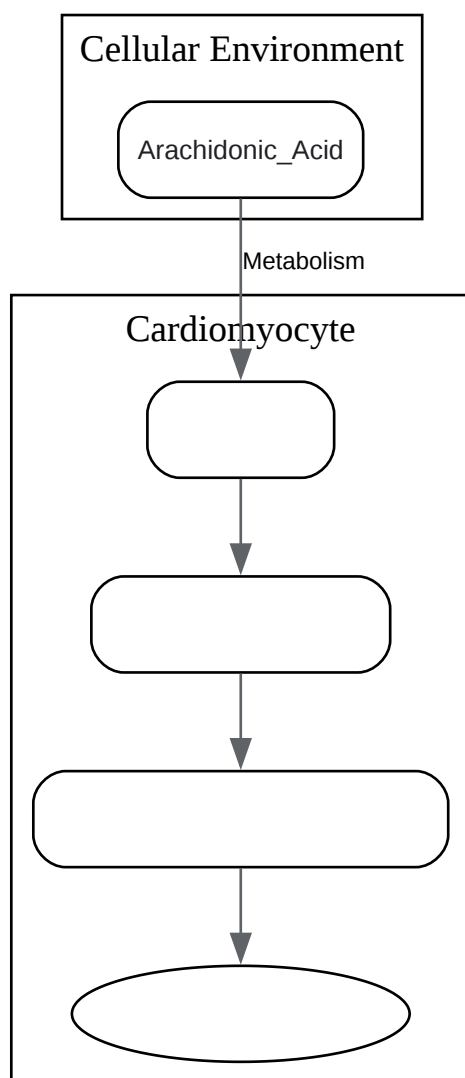 Cellular Environment
Arachidonic_Acid
Metabolism
Cardiomyocyte